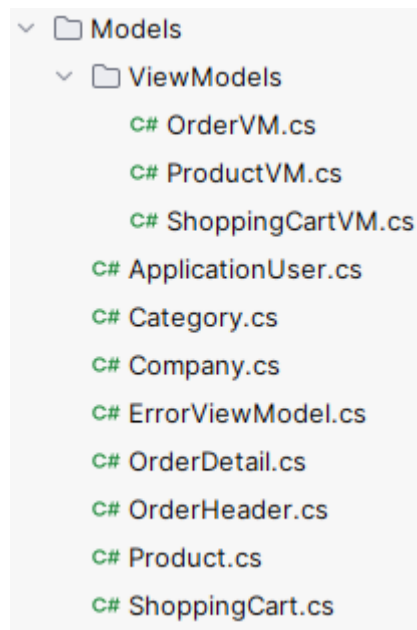 Models
ViewModels
C# OrderVM.cs
C# ProductVM.cs
C# ShoppingCartVM.cs
C# ApplicationUser.cs
C# Category.cs
C# Company.cs
C# ErrorViewModel.cs
C# OrderDetail.cs
C# OrderHeader.cs
C# Product.cs
C# ShoppingCart.cs